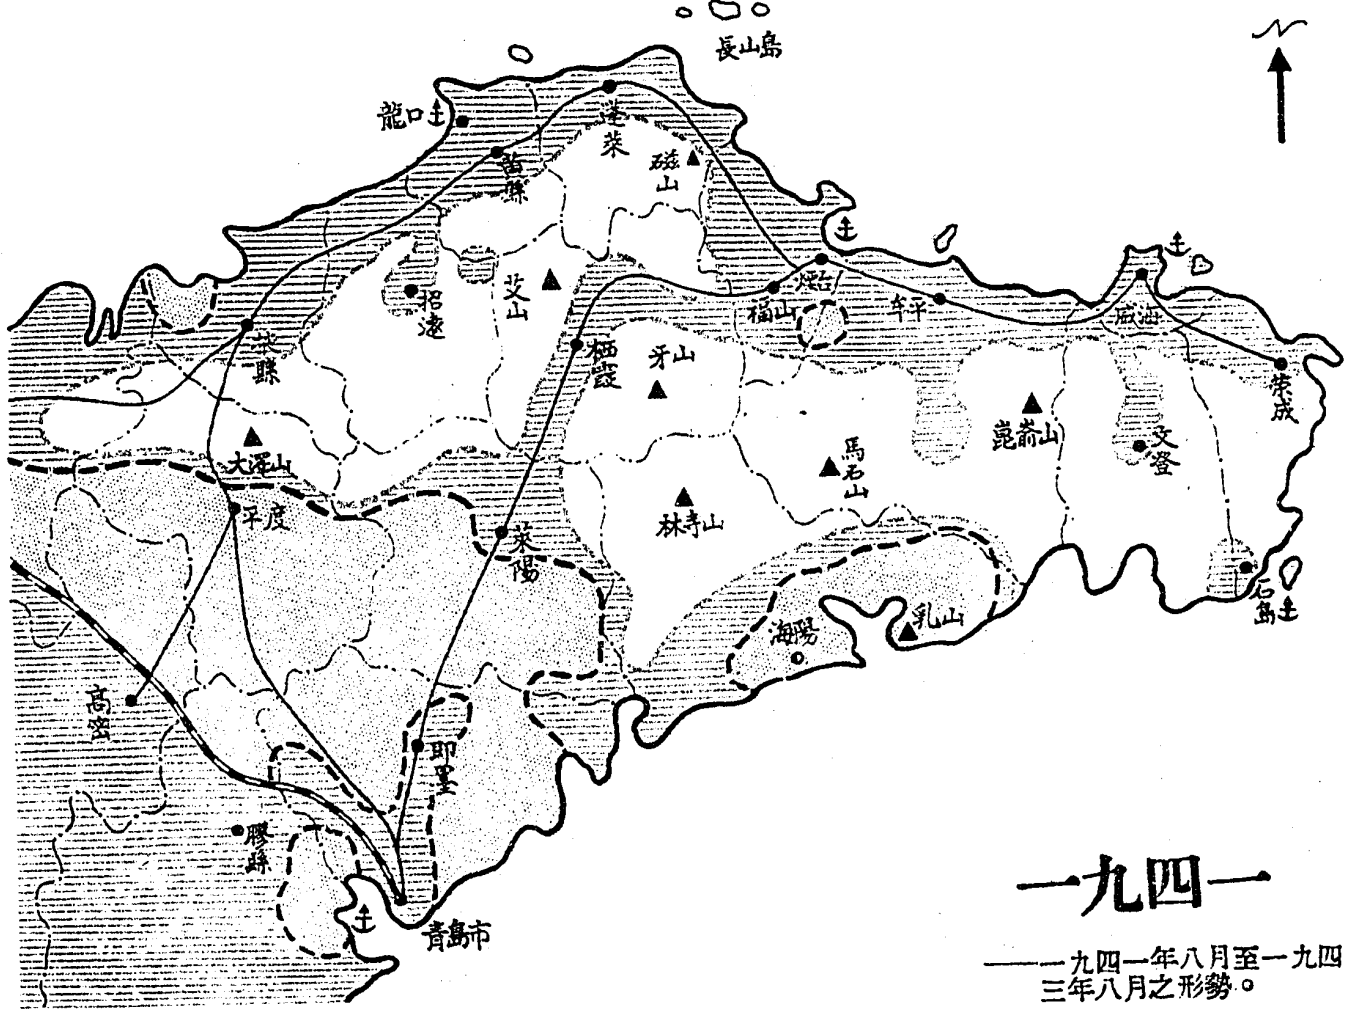 N
長山島
龍口
蓬萊
黃縣
磁山
招遠
艾山
煙台
福山
牟平
威海
榮成
掖縣
栖霞
牙山
大澤山
崑嵛山
文登
馬石山
平度
林寺山
萊陽
石島
乳山
海陽
高密
即墨
膠縣
青島市
一九四一
——一九四一年八月至一九四
三年八月之形勢。